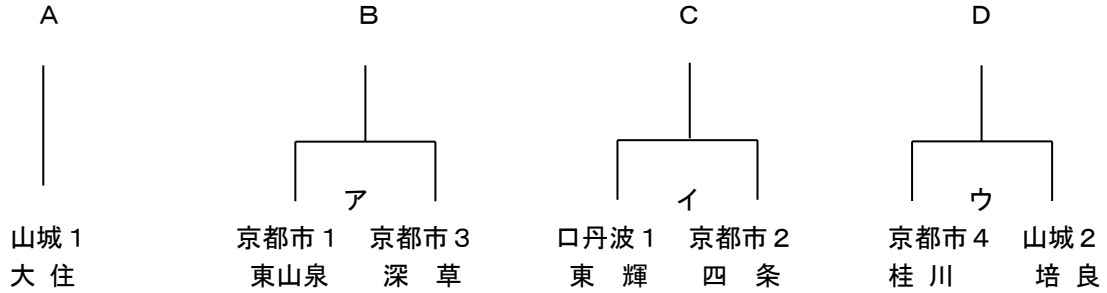 A B C D
ア イ ウ
山城1 京都市1 京都市3 口丹波1 京都市2 京都市4 山城2
大 住 東山泉 深 草 東 輝 四 条 桂 川 培 良